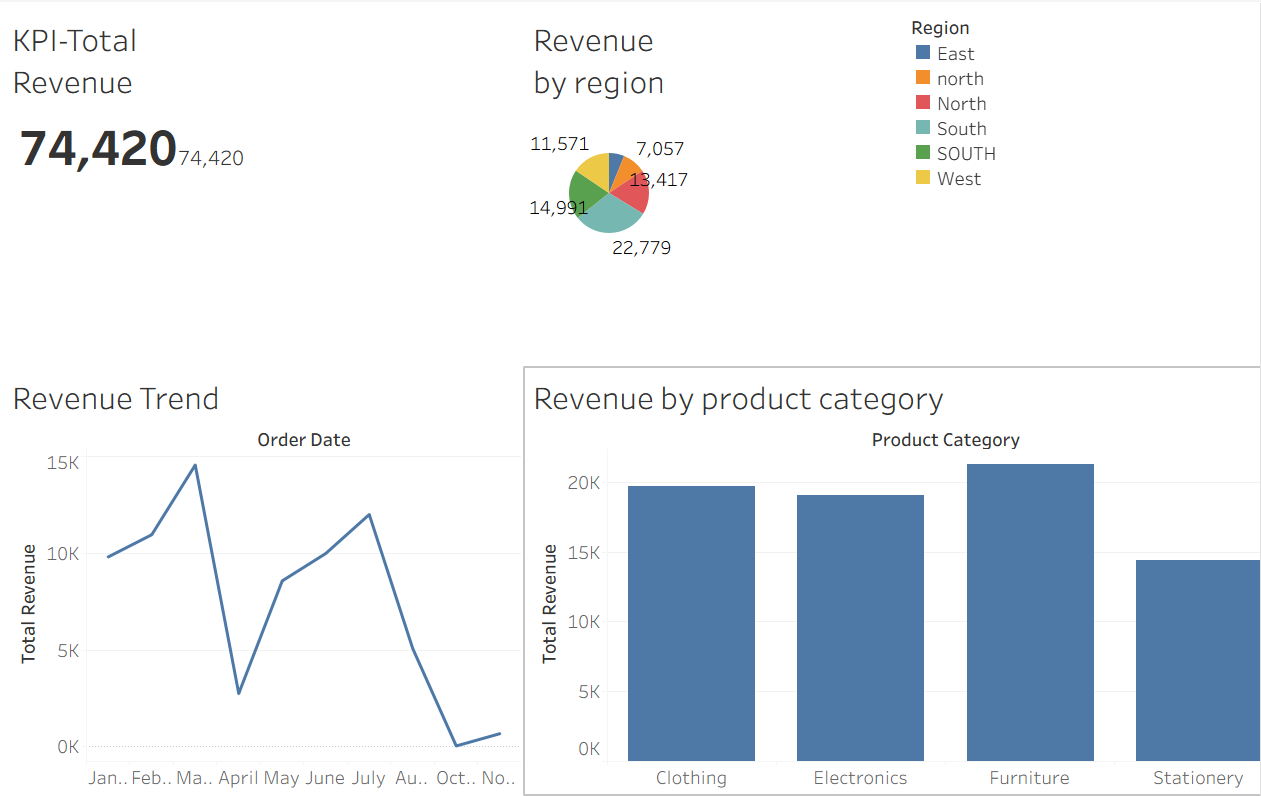 KPI-Total
Revenue
74,420 74,420
Revenue
by region
11,571
7,057
13,417
14,991
22,779
Region
East
north
North
South
SOUTH
West
Revenue Trend
Order Date
Total Revenue
15K
10K
5K
0K
Jan.. Feb.. Ma.. April May June July Au.. Oct.. No..
Revenue by product category
Product Category
Total Revenue
20K
15K
10K
5K
0K
Clothing Electronics Furniture Stationery